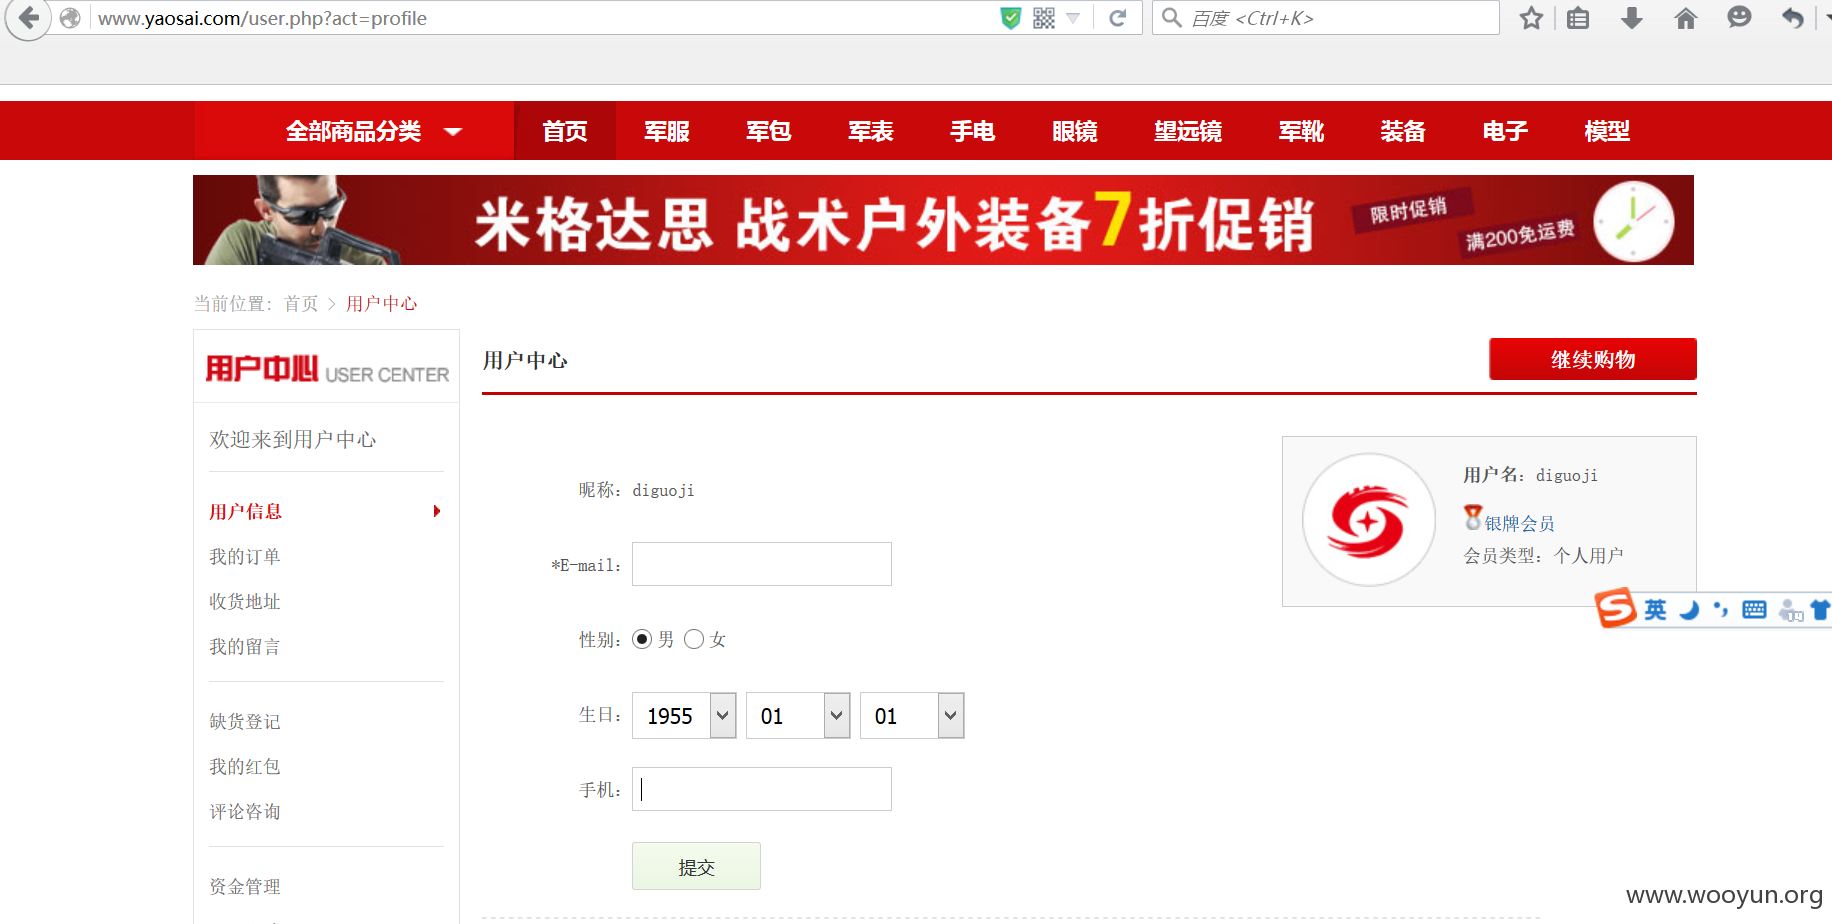 www.yaosai.com/user.php?act=profile
百度 <Ctrl+K>
全部商品分类 首页 军服 军包 军表 手电 眼镜 望远镜 军靴 装备 电子 模型
米格达思 战术户外装备7折促销 限时促销 满200免运费
当前位置: 首页 > 用户中心
用户中心 USER CENTER
欢迎来到用户中心
用户信息
我的订单
收货地址
我的留言
缺货登记
我的红包
评论咨询
资金管理
用户中心
继续购物
昵称: diguoji
*E-mail:
性别: 男 女
生日: 1955 01 01
手机:
提交
用户名: diguoji
银牌会员
会员类型: 个人用户
S 英
www.wooyun.org